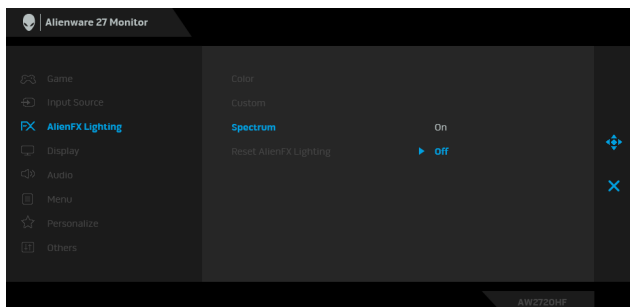 Alienware 27 Monitor
Game
Color
Input Source
Custom
FX AlienFX Lighting
Spectrum On
Display
Reset AlienFX Lighting Off
Audio
Menu
Personalize
Others
AW2720HF